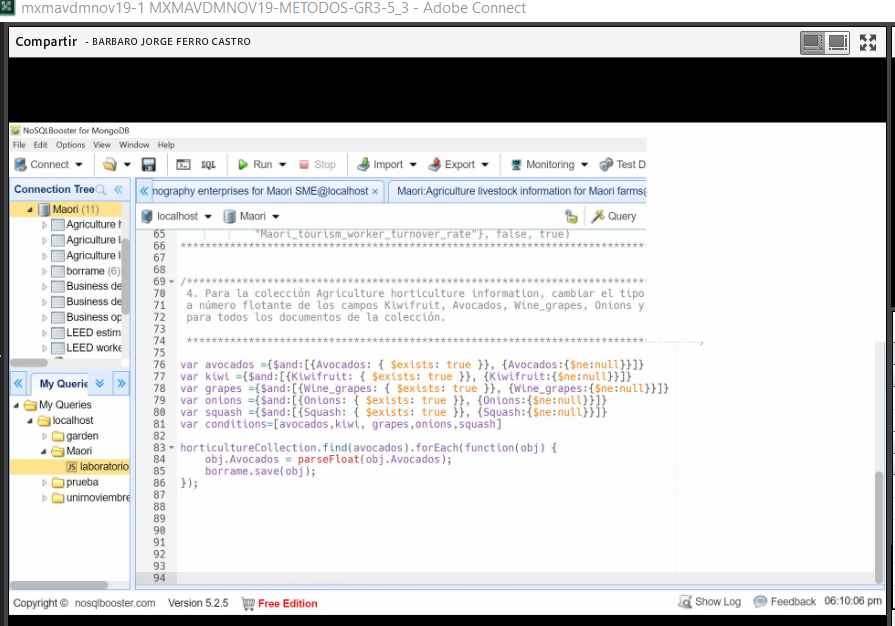 mxmavdmnov19-1 MXMAVDMNOV19-METODOS-GR3-5_3 - Adobe Connect
Compartir - BARBARO JORGE FERRO CASTRO
NoSQLBooster for MongoDB
File Edit Options View Window Help
Connect SQL Run Stop Import Export Monitoring Test D
Connection Tree nography enterprises for Maori SME@localhost × Maori:Agriculture livestock information for Maori farms@
localhost Maori Query
Maori (11)
Agriculture h
Agriculture l
Agriculture l
borrame (6)
Business de
Business de
Business op
LEED estim
LEED worke
My Querie
My Queries
localhost
garden
Maori
laboratorio
prueba
unirnoviembre
65 "Maori_tourism_worker_turnover_rate"}, false, true)
66 ****************************************************************************
67
68
69 /***************************************************************************
70 4. Para la colección Agriculture horticulture information, cambiar el tipo
71 a número flotante de los campos Kiwifruit, Avocados, Wine_grapes, Onions y
72 para todos los documentos de la colección.
73
74 ***************************************************************************/
75
76 var avocados ={$and:[{Avocados: { $exists: true }}, {Avocados:{$ne:null}}]}
77 var kiwi ={$and:[{Kiwifruit: { $exists: true }}, {Kiwifruit:{$ne:null}}]}
78 var grapes ={$and:[{Wine_grapes: { $exists: true }}, {Wine_grapes:{$ne:null}}]}
79 var onions ={$and:[{Onions: { $exists: true }}, {Onions:{$ne:null}}]}
80 var squash ={$and:[{Squash: { $exists: true }}, {Squash:{$ne:null}}]}
81 var conditions=[avocados,kiwi, grapes,onions,squash]
82
83 horticultureCollection.find(avocados).forEach(function(obj) {
84 obj.Avocados = parseFloat(obj.Avocados);
85 borrame.save(obj);
86 });
87
88
89
90
91
92
93
94
Copyright © nosqlbooster.com Version 5.2.5 Free Edition Show Log Feedback 06:10:06 pm